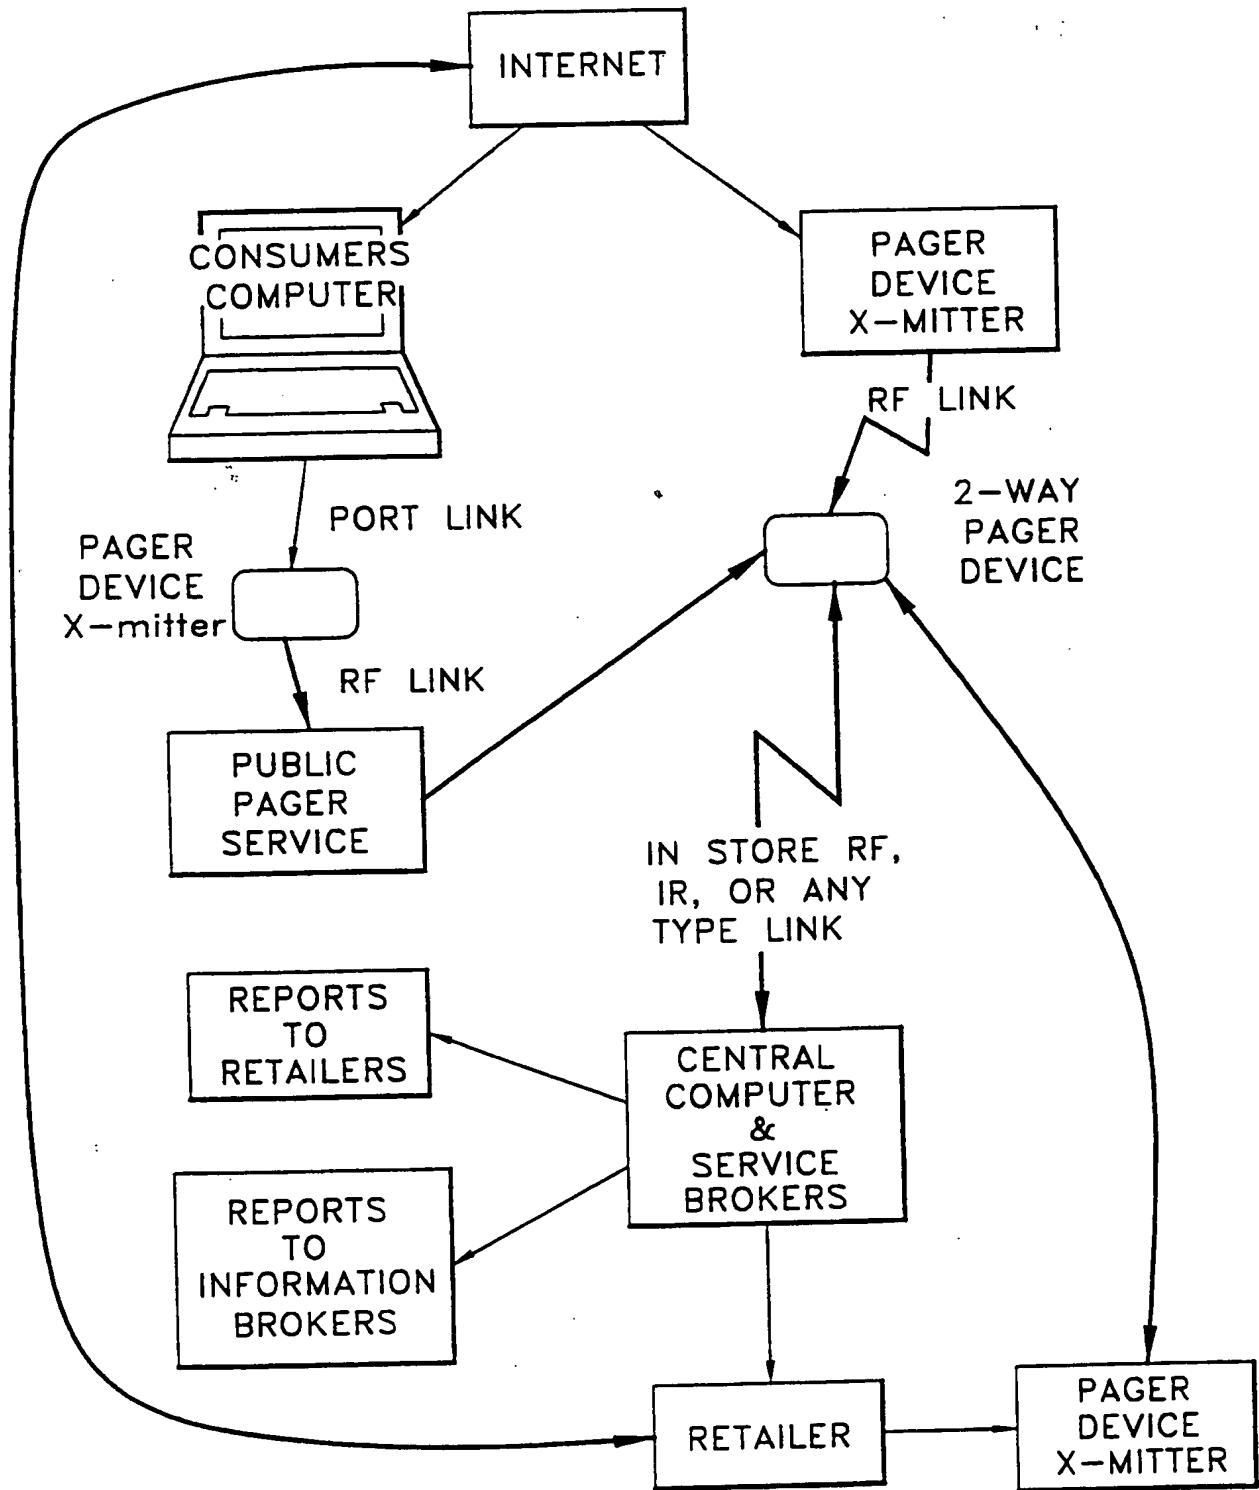 INTERNET
CONSUMERS
COMPUTER
PAGER
DEVICE
X-MITTER
RF LINK
2-WAY
PAGER
DEVICE
PORT LINK
PAGER
DEVICE
X-mitter
RF LINK
PUBLIC
PAGER
SERVICE
IN STORE RF,
IR, OR ANY
TYPE LINK
REPORTS
TO
RETAILERS
CENTRAL
COMPUTER
&
SERVICE
BROKERS
REPORTS
TO
INFORMATION
BROKERS
RETAILER
PAGER
DEVICE
X-MITTER